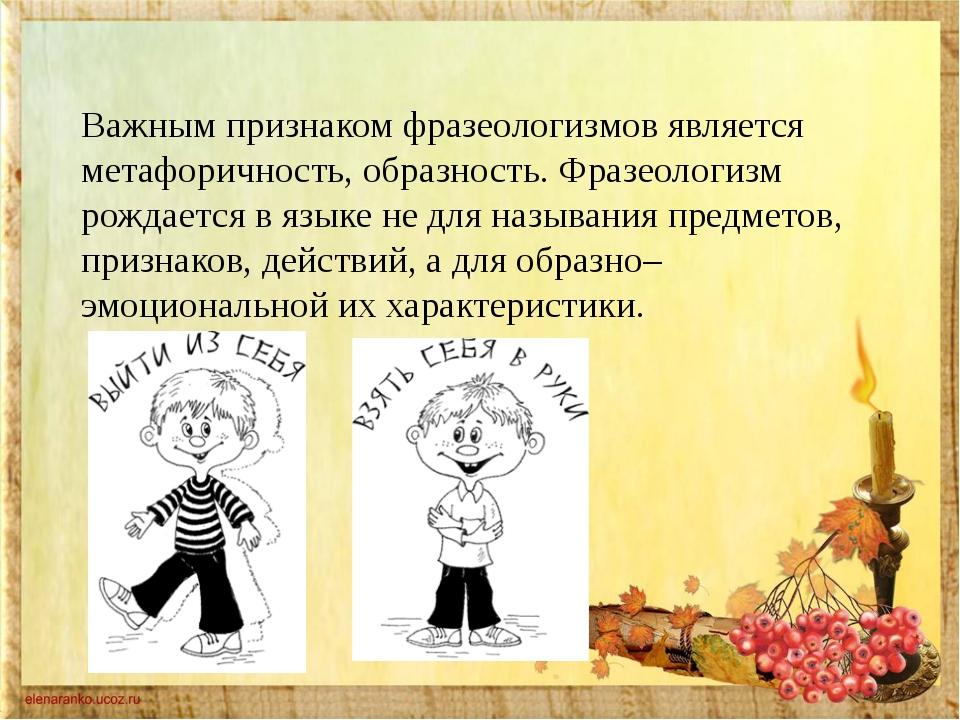 Важным признаком фразеологизмов является
метафоричность, образность. Фразеологизм
рождается в языке не для называния предметов,
признаков, действий, а для образно–
эмоциональной их характеристики.
ВЫЙТИ ИЗ СЕБЯ
ВЗЯТЬ СЕБЯ В РУКИ
elenaranko.ucoz.ru